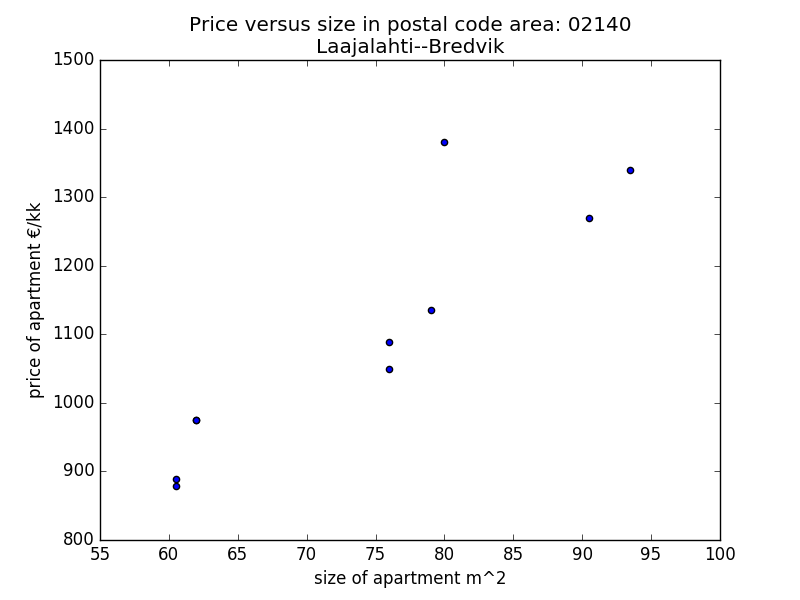 Price versus size in postal code area: 02140
Laajalahti--Bredvik
1500
1400
1300
1200
1100
1000
900
800
price of apartment €/kk
55 60 65 70 75 80 85 90 95 100
size of apartment m^2